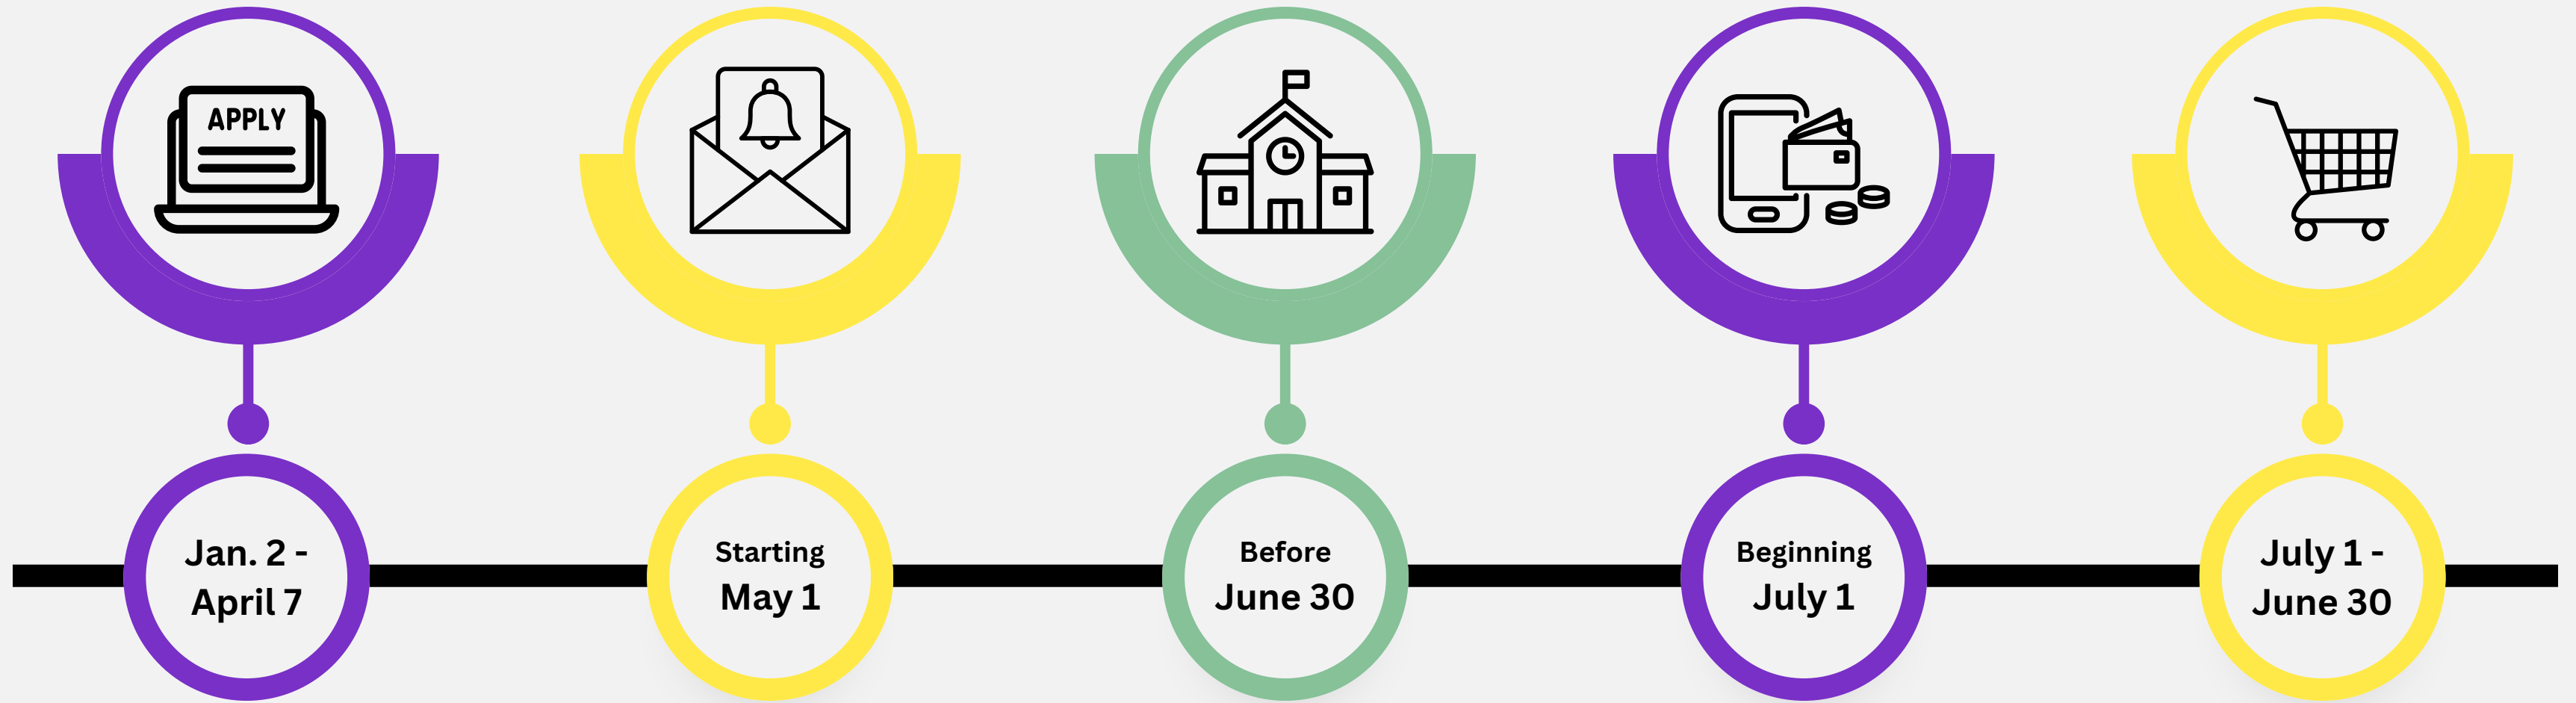 APPLY
Jan. 2 -
April 7
Starting
May 1
Before
June 30
Beginning
July 1
July 1 -
June 30